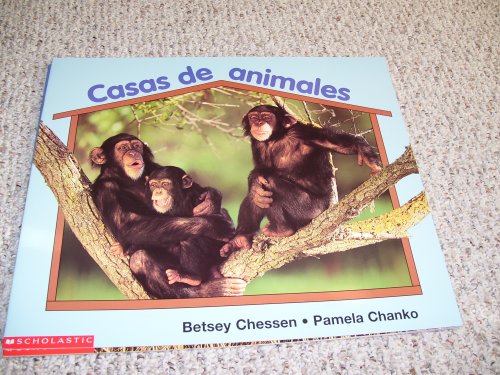 Casas de animales
Betsey Chessen • Pamela Chanko
SCHOLASTIC